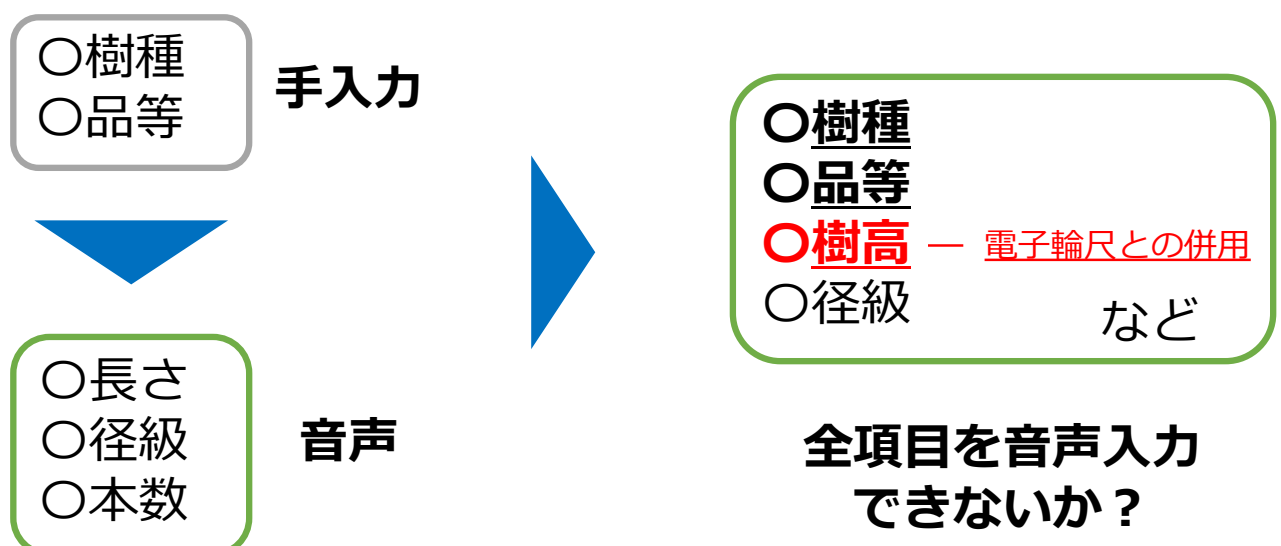 〇樹種
〇品等
手入力
〇長さ
〇径級
〇本数
音声
〇樹種
〇品等
〇樹高 ― 電子輪尺との併用
〇径級
など
全項目を音声入力
できないか？